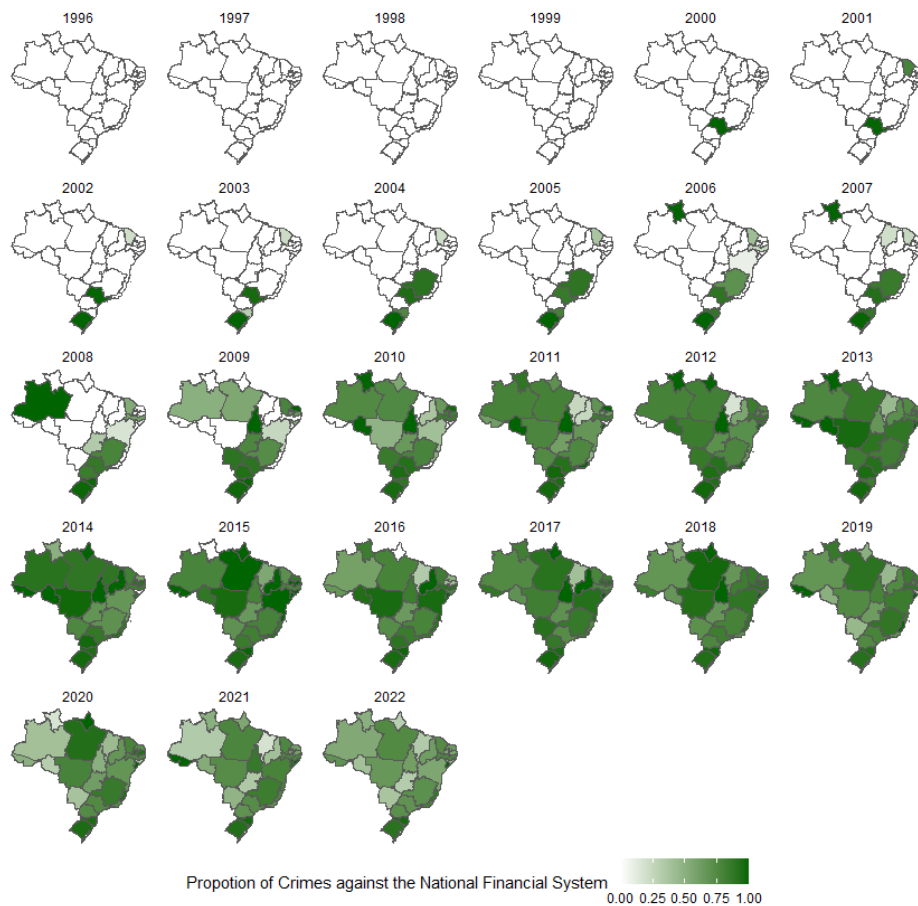 1996 1997 1998 1999 2000 2001
2002 2003 2004 2005 2006 2007
2008 2009 2010 2011 2012 2013
2014 2015 2016 2017 2018 2019
2020 2021 2022
Propotion of Crimes against the National Financial System
0.00 0.25 0.50 0.75 1.00